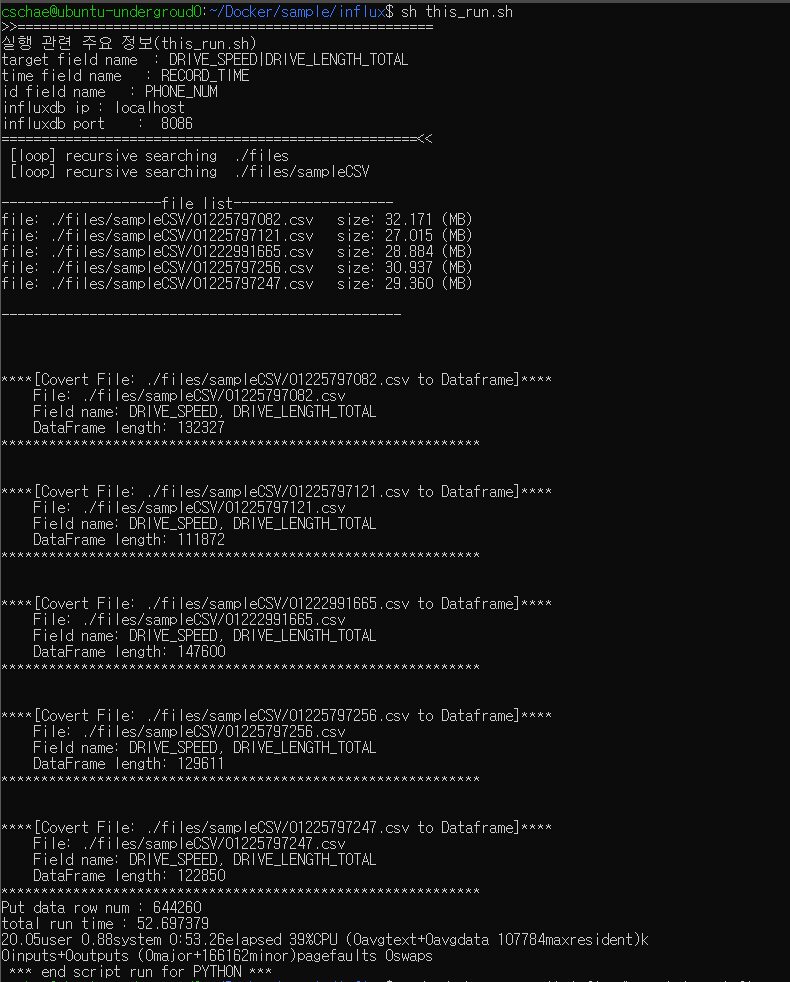 cschae@ubuntu-undergroud0:~/Docker/sample/influx$ sh this_run.sh
>>====================================================
실행 관련 주요 정보(this_run.sh)
target field name  : DRIVE_SPEED|DRIVE_LENGTH_TOTAL
time field name   : RECORD_TIME
id field name   : PHONE_NUM
influxdb ip : localhost
influxdb port    :  8086
====================================================<<
 [loop] recursive searching  ./files
 [loop] recursive searching  ./files/sampleCSV
--------------------file list--------------------
file: ./files/sampleCSV/01225797082.csv   size: 32.171 (MB)
file: ./files/sampleCSV/01225797121.csv   size: 27.015 (MB)
file: ./files/sampleCSV/01222991665.csv   size: 28.884 (MB)
file: ./files/sampleCSV/01225797256.csv   size: 30.937 (MB)
file: ./files/sampleCSV/01225797247.csv   size: 29.360 (MB)
--------------------------------------------------
****[Covert File: ./files/sampleCSV/01225797082.csv to Dataframe]****
    File: ./files/sampleCSV/01225797082.csv
    Field name: DRIVE_SPEED, DRIVE_LENGTH_TOTAL
    DataFrame length: 132327
************************************************************
****[Covert File: ./files/sampleCSV/01225797121.csv to Dataframe]****
    File: ./files/sampleCSV/01225797121.csv
    Field name: DRIVE_SPEED, DRIVE_LENGTH_TOTAL
    DataFrame length: 111872
************************************************************
****[Covert File: ./files/sampleCSV/01222991665.csv to Dataframe]****
    File: ./files/sampleCSV/01222991665.csv
    Field name: DRIVE_SPEED, DRIVE_LENGTH_TOTAL
    DataFrame length: 147600
************************************************************
****[Covert File: ./files/sampleCSV/01225797256.csv to Dataframe]****
    File: ./files/sampleCSV/01225797256.csv
    Field name: DRIVE_SPEED, DRIVE_LENGTH_TOTAL
    DataFrame length: 129611
************************************************************
****[Covert File: ./files/sampleCSV/01225797247.csv to Dataframe]****
    File: ./files/sampleCSV/01225797247.csv
    Field name: DRIVE_SPEED, DRIVE_LENGTH_TOTAL
    DataFrame length: 122850
************************************************************
Put data row num : 644260
total run time : 52.697379
20.05user 0.88system 0:53.26elapsed 39%CPU (0avgtext+0avgdata 107784maxresident)k
0inputs+0outputs (0major+166162minor)pagefaults 0swaps
 *** end script run for PYTHON ***